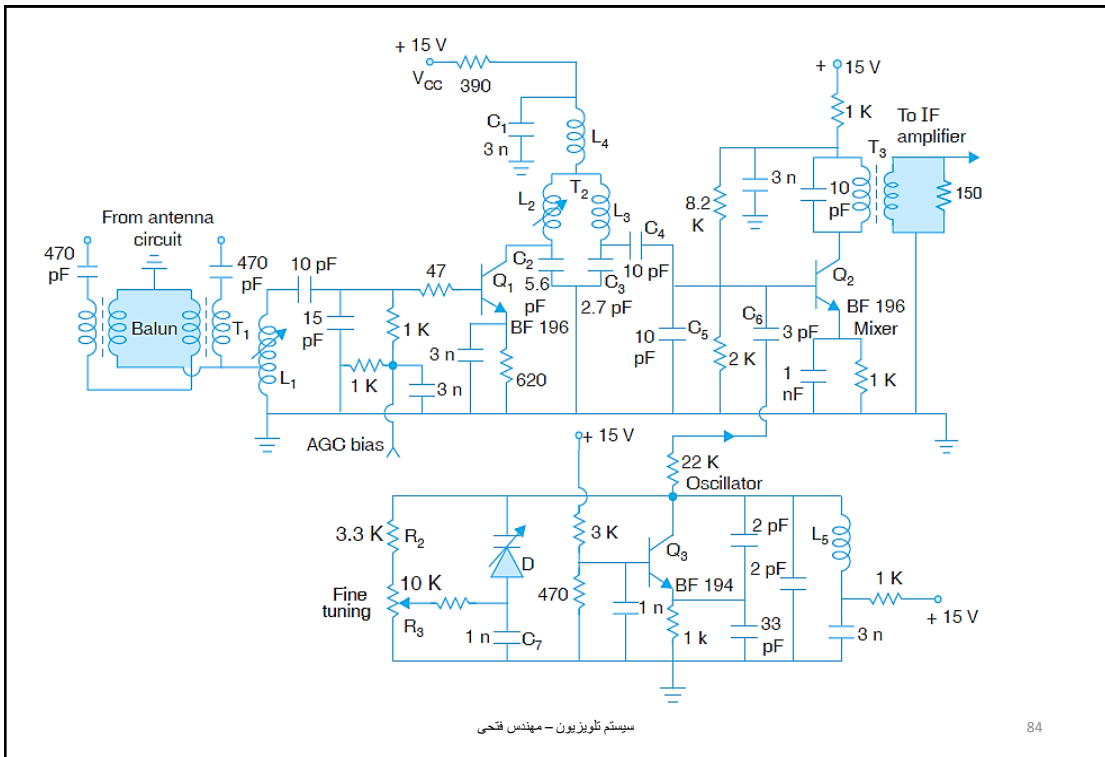 + 15 V
V_CC
390
C₁
3 n
L₄
T₂
L₂
L₃
C₂
5.6
pF
C₃
2.7 pF
C₄
10 pF
From antenna
circuit
470
pF
470
pF
Balun
T₁
L₁
10 pF
15
pF
1 K
1 K
3 n
AGC bias
47
Q₁
BF 196
3 n
620
10
pF
C₅
8.2
K
2 K
C₆
3 pF
+ 15 V
1 K
3 n
10
pF
T₃
To IF
amplifier
150
Q₂
BF 196
Mixer
1
nF
1 K
+ 15 V
22 K
Oscillator
3.3 K
R₂
10 K
Fine
tuning
R₃
D
1 n
C₇
3 K
470
1 n
Q₃
BF 194
1 k
2 pF
2 pF
33
pF
L₅
3 n
1 K
+ 15 V
سیستم تلویزیون – مهندس فتحی
84